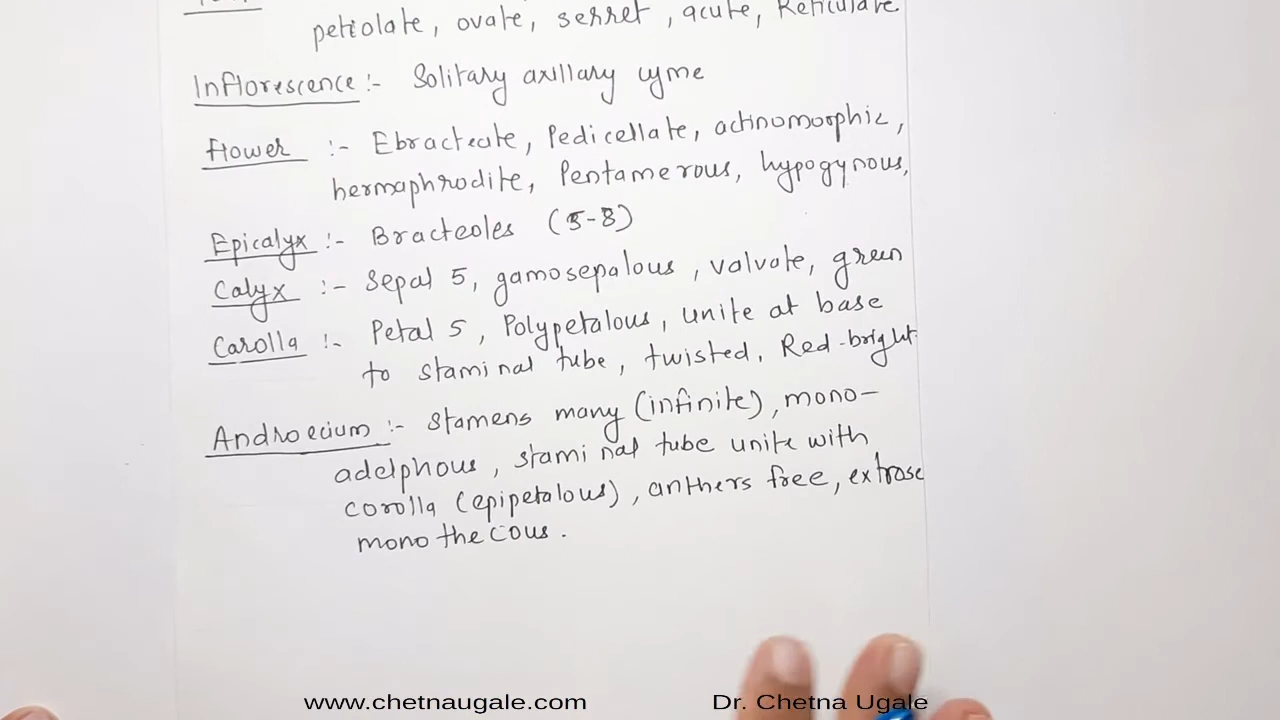 petiolate, ovate, serret, acute, Reticulate
Inflorescence :- Solitary axillary cyme
flower :- Ebracteate, Pedicellate, actinomorphic,
hermaphrodite, Pentamerous, hypogynous,
Epicalyx :- Bracteoles (5-8)
Calyx :- Sepal 5, gamosepalous, valvate, green
Carolla :- Petal 5, Polypetalous, unite at base
to staminal tube, twisted, Red-bright
Androecium :- Stamens many (infinite), mono-
adelphous, staminal tube unite with
corolla (epipetalous), anthers free, extrose
monothecous.
www.chetnaugale.com Dr. Chetna Ugale